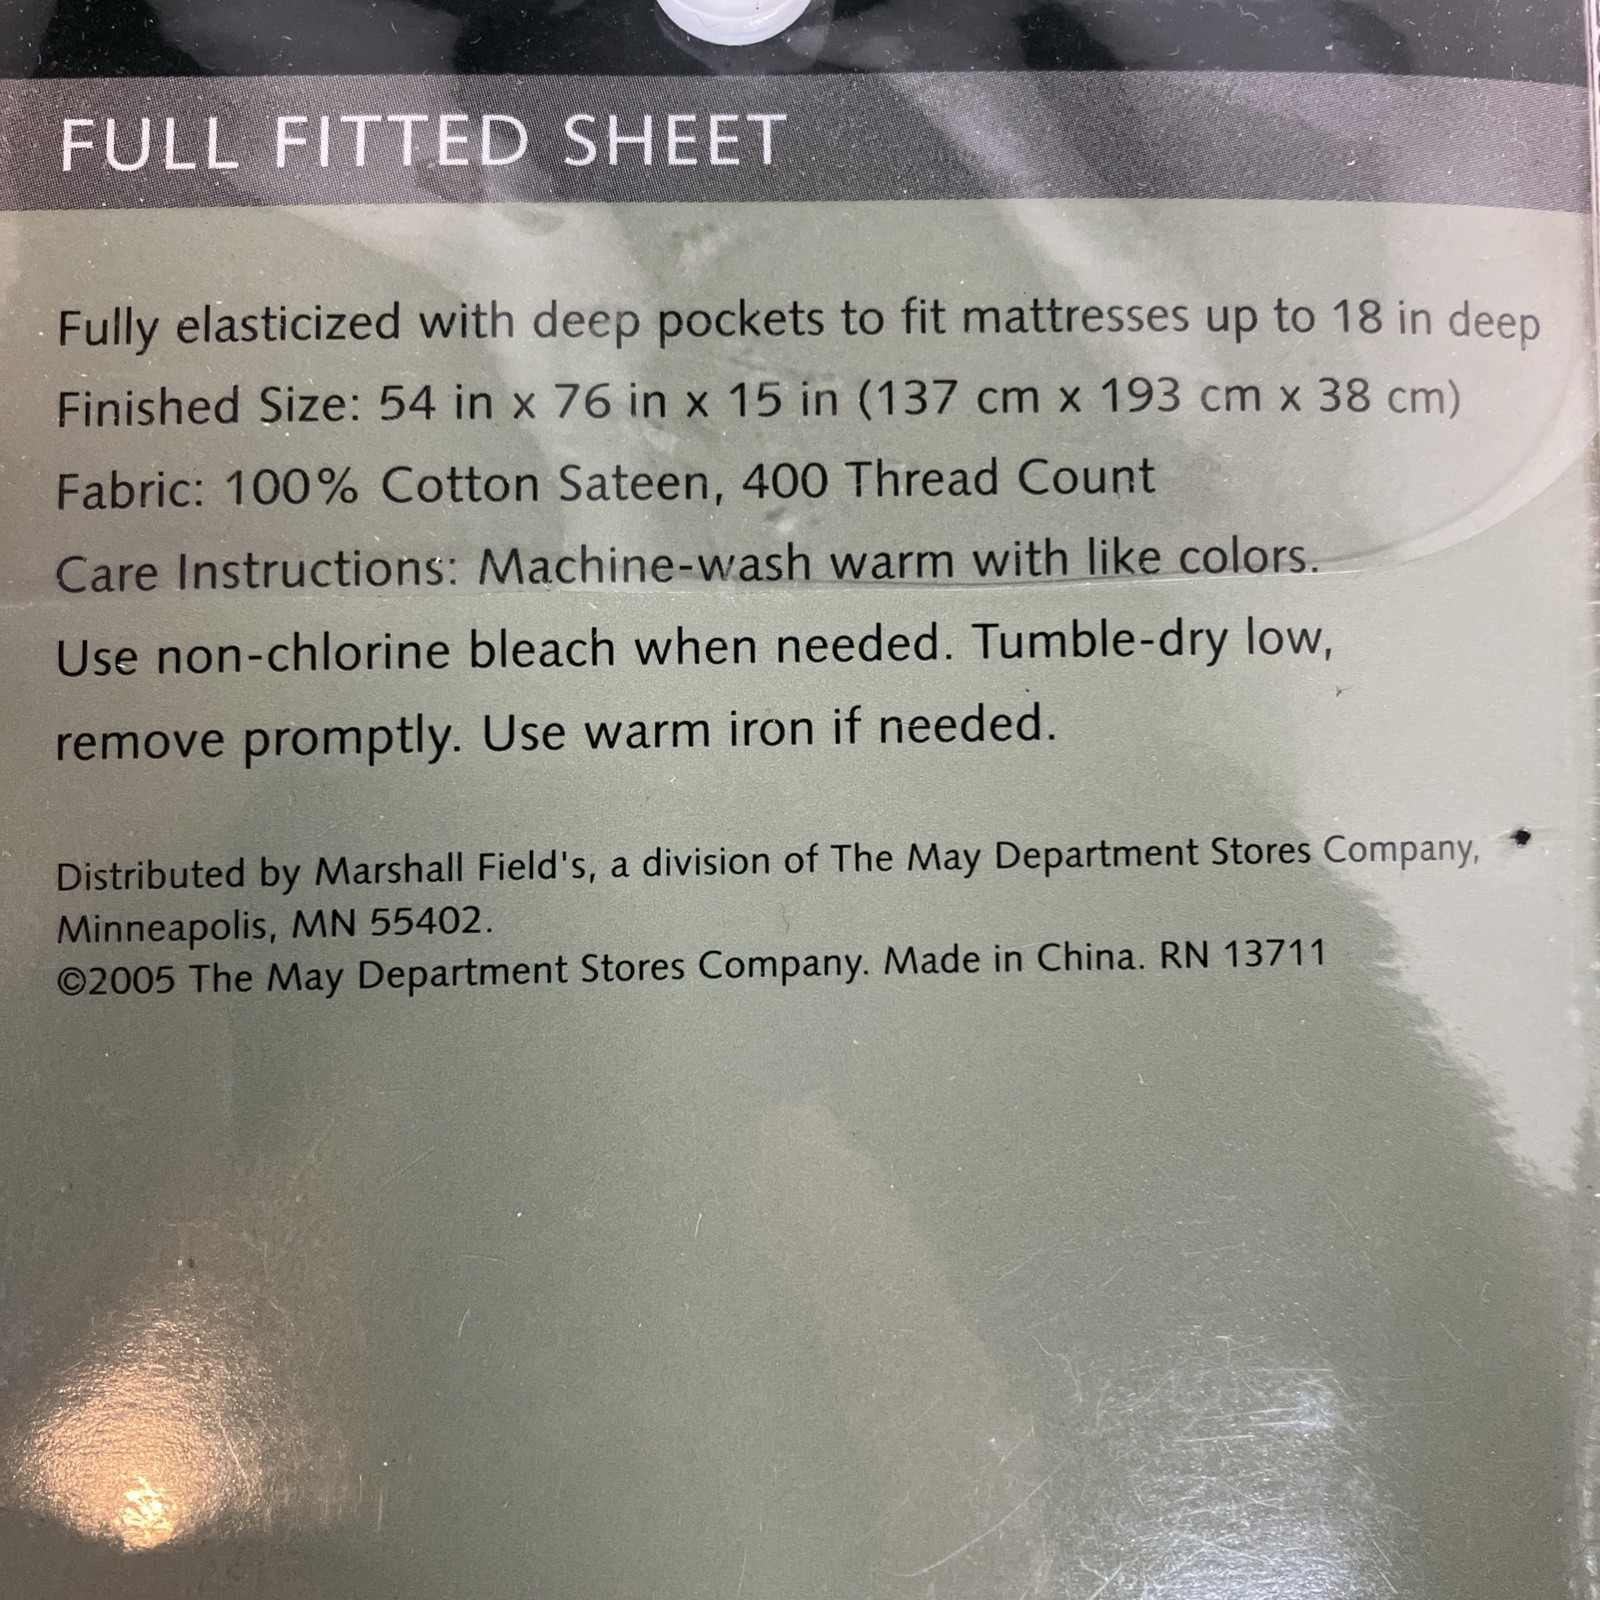 FULL FITTED SHEET
Fully elasticized with deep pockets to fit mattresses up to 18 in deep
Finished Size: 54 in x 76 in x 15 in (137 cm x 193 cm x 38 cm)
Fabric: 100% Cotton Sateen, 400 Thread Count
Care Instructions: Machine-wash warm with like colors.
Use non-chlorine bleach when needed. Tumble-dry low,
remove promptly. Use warm iron if needed.
Distributed by Marshall Field's, a division of The May Department Stores Company,
Minneapolis, MN 55402.
©2005 The May Department Stores Company. Made in China. RN 13711